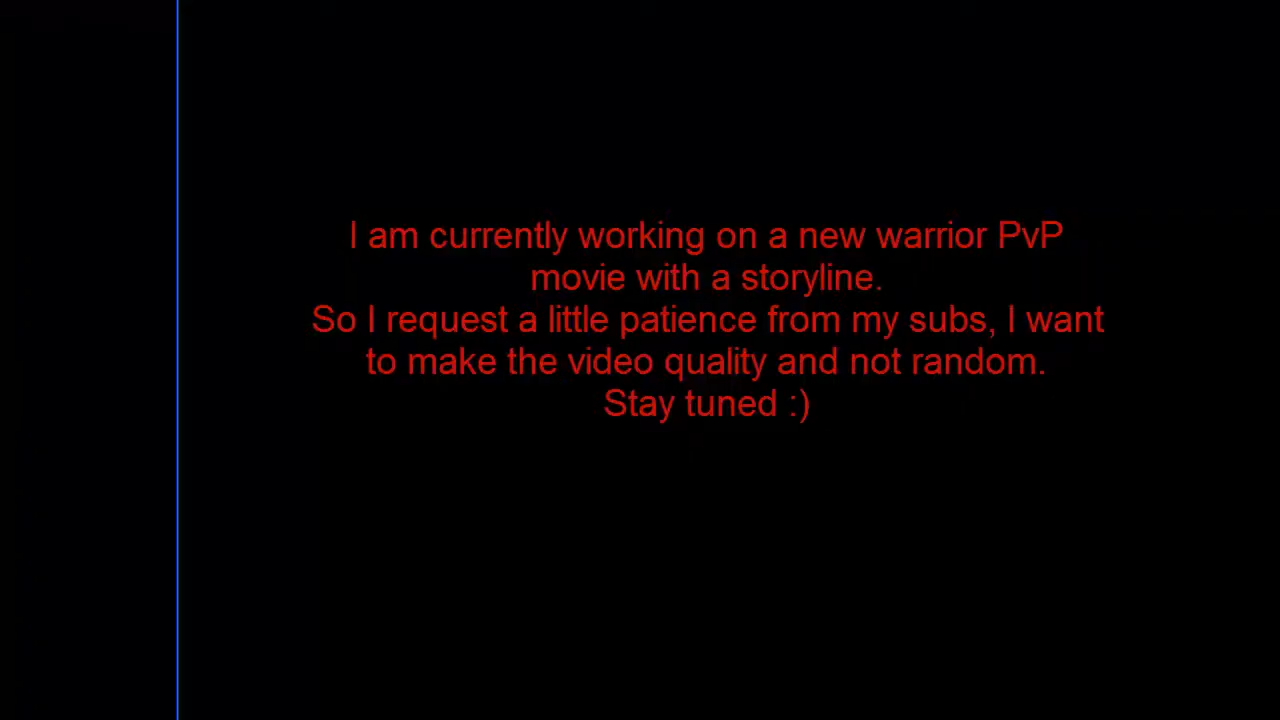 I am currently working on a new warrior PvP
movie with a storyline.
So I request a little patience from my subs, I want
to make the video quality and not random.
Stay tuned :)